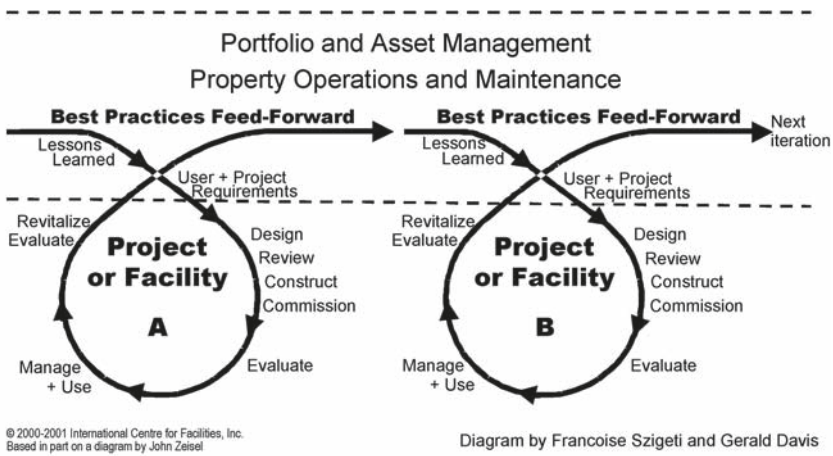 Portfolio and Asset Management
Property Operations and Maintenance
Best Practices Feed-Forward
Lessons
Learned
User + Project
Requirements
Revitalize
Evaluate
Project
or Facility
A
Design
Review
Construct
Commission
Evaluate
Manage
+ Use
Best Practices Feed-Forward
Next
iteration
Lessons
Learned
User + Project
Requirements
Revitalize
Evaluate
Project
or Facility
B
Design
Review
Construct
Commission
Evaluate
Manage
+ Use
© 2000-2001 International Centre for Facilities, Inc.
Based in part on a diagram by John Zeisel
Diagram by Francoise Szigeti and Gerald Davis